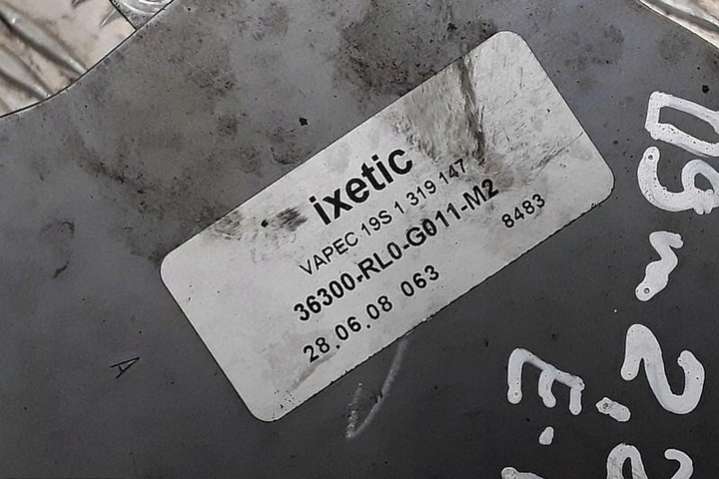 ixetic
VAPEC 19S 1 319 147
36300-RL0-G011-M2
28.06.08 063
8483
A